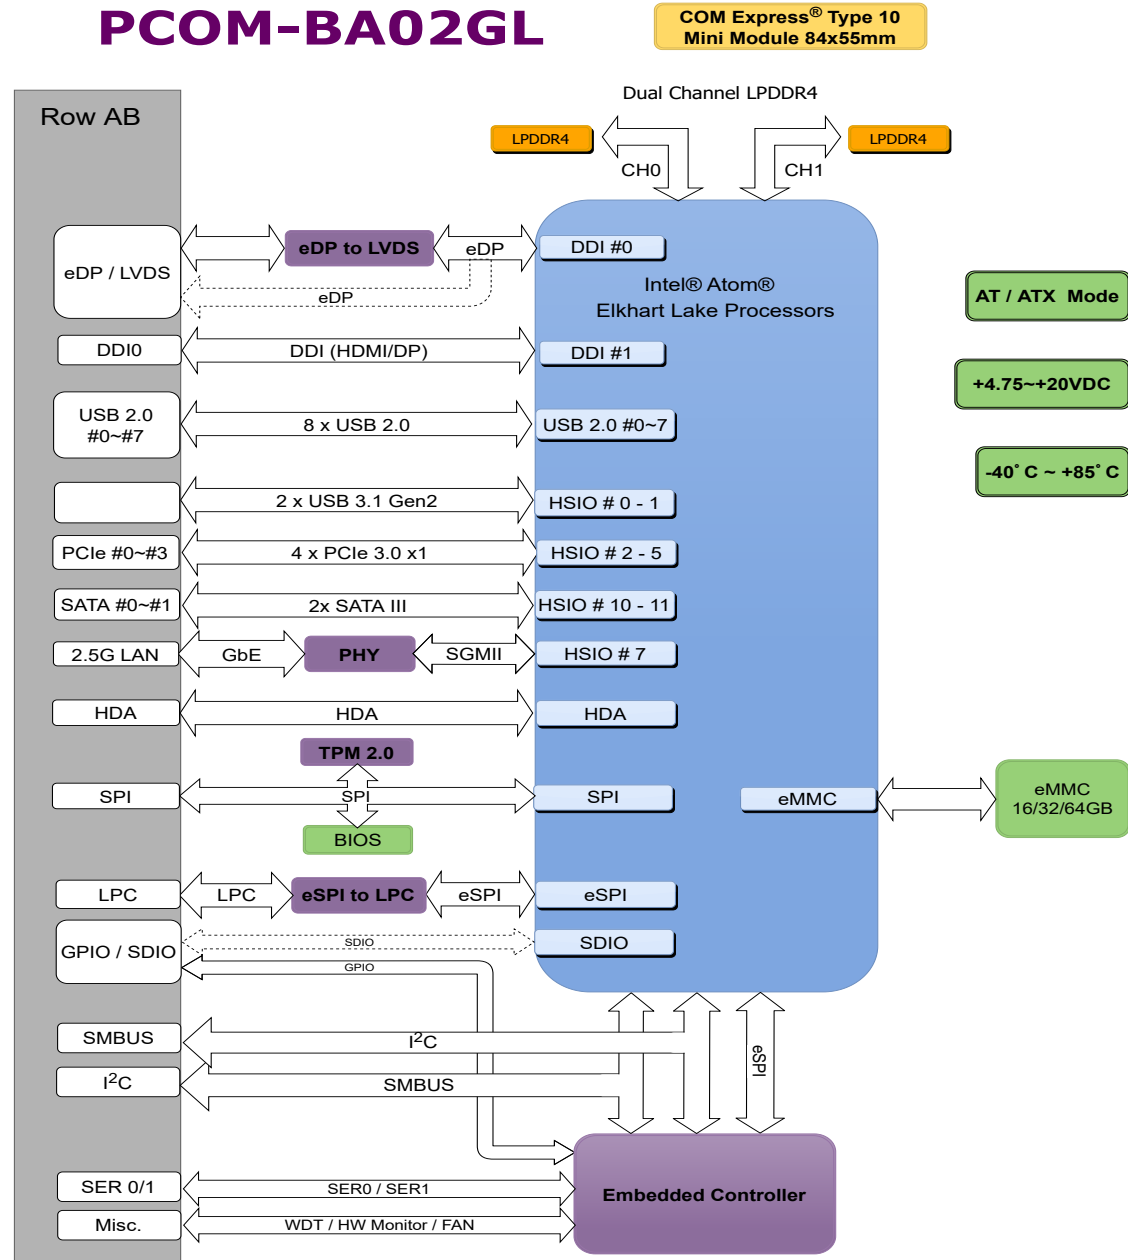 PCOM-BA02GL
COM Express® Type 10
Mini Module 84x55mm
Dual Channel LPDDR4
Row AB
LPDDR4
LPDDR4
CH0
CH1
eDP / LVDS
eDP to LVDS
eDP
DDI #0
eDP
Intel® Atom®
Elkhart Lake Processors
AT / ATX Mode
DDI0
DDI (HDMI/DP)
DDI #1
+4.75~+20VDC
USB 2.0
#0~#7
8 x USB 2.0
USB 2.0 #0~7
-40° C ~ +85° C
2 x USB 3.1 Gen2
HSIO # 0 - 1
PCIe #0~#3
4 x PCIe 3.0 x1
HSIO # 2 - 5
SATA #0~#1
2x SATA III
HSIO # 10 - 11
2.5G LAN
GbE
PHY
SGMII
HSIO # 7
HDA
HDA
HDA
TPM 2.0
SPI
SPI
SPI
eMMC
eMMC
16/32/64GB
BIOS
LPC
LPC
eSPI to LPC
eSPI
eSPI
GPIO / SDIO
SDIO
SDIO
GPIO
SMBUS
I²C
eSPI
I²C
SMBUS
SER 0/1
SER0 / SER1
Embedded Controller
Misc.
WDT / HW Monitor / FAN